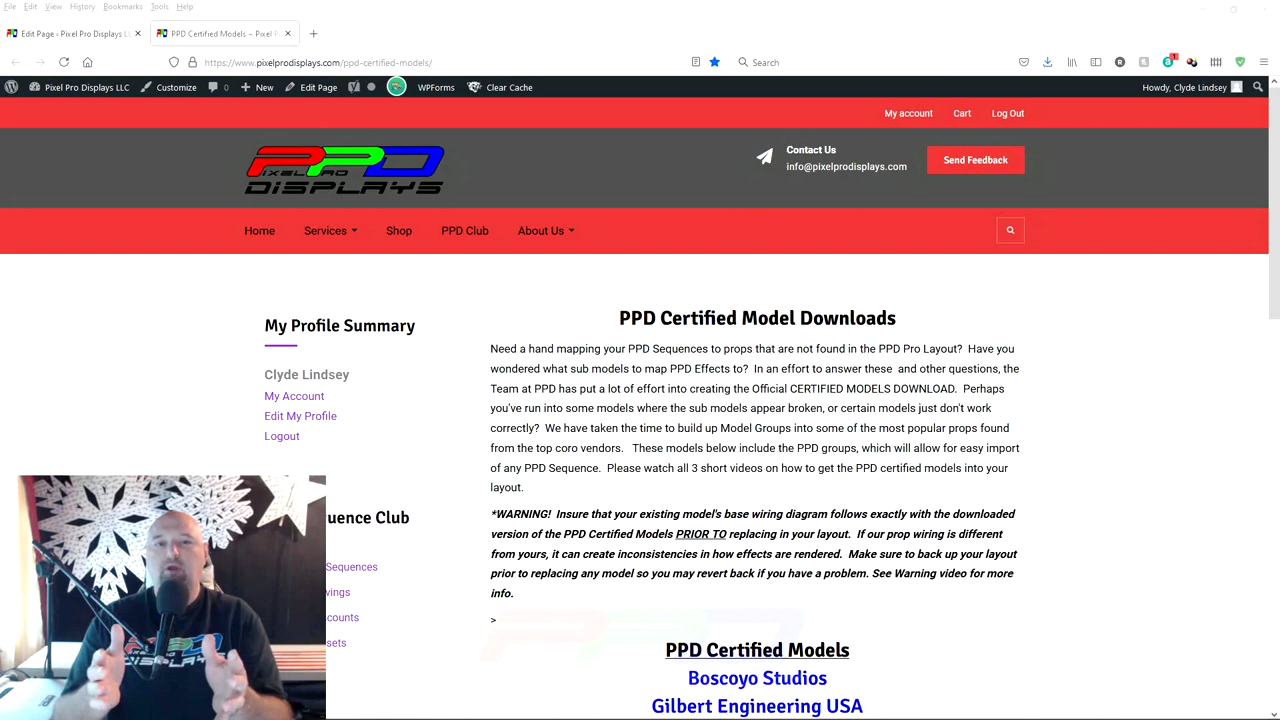 File Edit View History Bookmarks Tools Help
Edit Page ‹ Pixel Pro Displays LL
PPD Certified Models – Pixel P
https://www.pixelprodisplays.com/ppd-certified-models/
Search
Pixel Pro Displays LLC Customize 0 New Edit Page WPForms Clear Cache Howdy, Clyde Lindsey
My account Cart Log Out
PPD
PIXEL PRO
DISPLAYS
Contact Us
info@pixelprodisplays.com
Send Feedback
Home Services Shop PPD Club About Us
My Profile Summary
Clyde Lindsey
My Account
Edit My Profile
Logout
uence Club
Sequences
vings
counts
sets
DISPLAYS
PPD Certified Model Downloads
Need a hand mapping your PPD Sequences to props that are not found in the PPD Pro Layout? Have you
wondered what sub models to map PPD Effects to? In an effort to answer these and other questions, the
Team at PPD has put a lot of effort into creating the Official CERTIFIED MODELS DOWNLOAD. Perhaps
you've run into some models where the sub models appear broken, or certain models just don't work
correctly? We have taken the time to build up Model Groups into some of the most popular props found
from the top coro vendors. These models below include the PPD groups, which will allow for easy import
of any PPD Sequence. Please watch all 3 short videos on how to get the PPD certified models into your
layout.
*WARNING! Insure that your existing model's base wiring diagram follows exactly with the downloaded
version of the PPD Certified Models PRIOR TO replacing in your layout. If our prop wiring is different
from yours, it can create inconsistencies in how effects are rendered. Make sure to back up your layout
prior to replacing any model so you may revert back if you have a problem. See Warning video for more
info.
>
PPD Certified Models
Boscoyo Studios
Gilbert Engineering USA